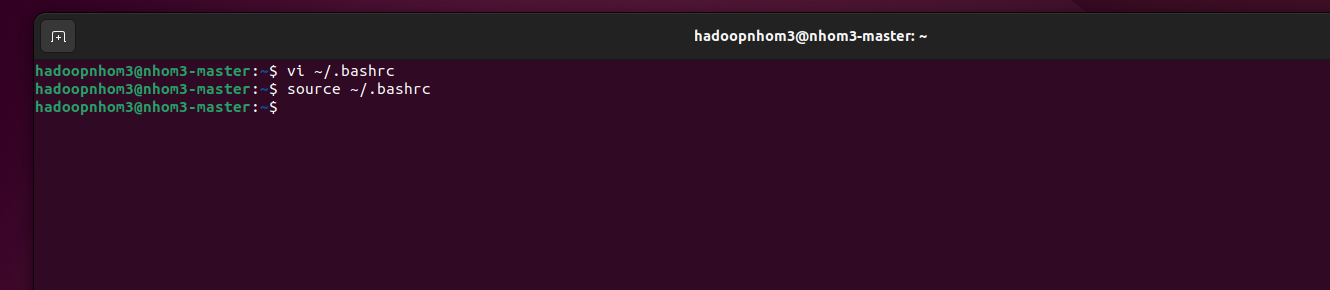 hadoopnhom3@nhom3-master: ~
hadoopnhom3@nhom3-master:~$ vi ~/.bashrc
hadoopnhom3@nhom3-master:~$ source ~/.bashrc
hadoopnhom3@nhom3-master:~$